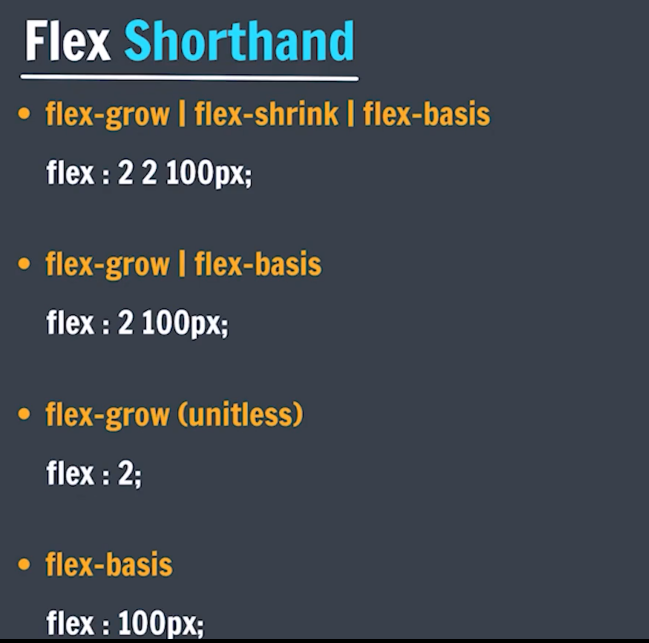 Flex Shorthand
• flex-grow | flex-shrink | flex-basis
flex : 2 2 100px;
• flex-grow | flex-basis
flex : 2 100px;
• flex-grow (unitless)
flex : 2;
• flex-basis
flex : 100px;